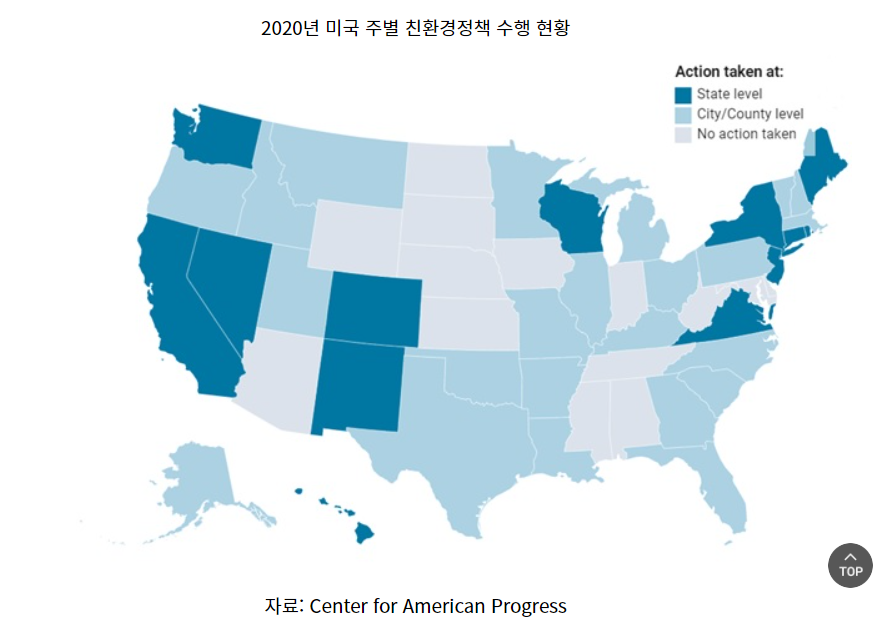 2020년 미국 주별 친환경정책 수행 현황
Action taken at:
State level
City/County level
No action taken
TOP
자료: Center for American Progress